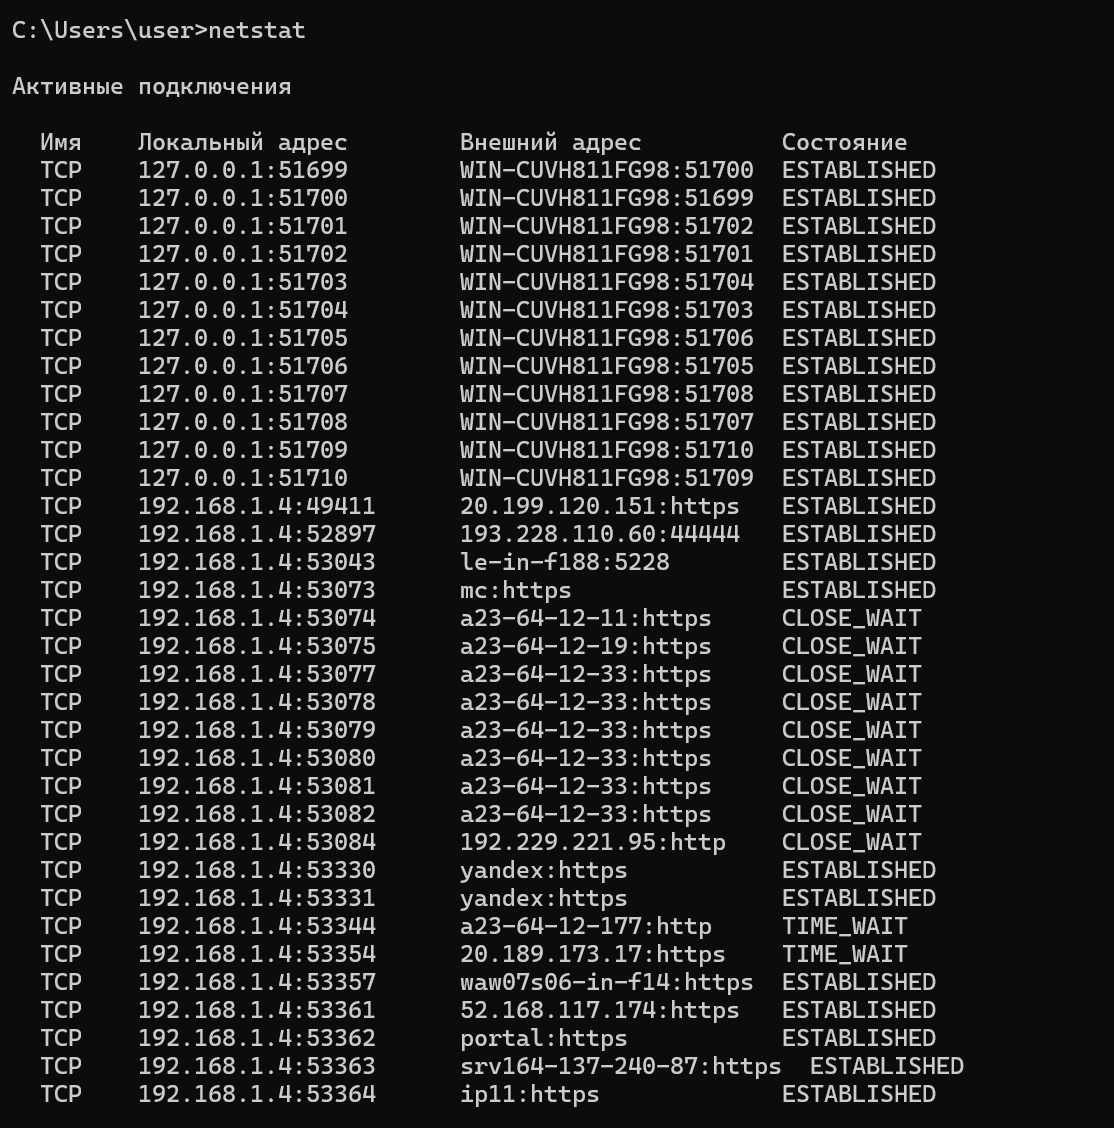 C:\Users\user>netstat
Активные подключения
Имя Локальный адрес Внешний адрес Состояние
TCP 127.0.0.1:51699 WIN-CUVH811FG98:51700 ESTABLISHED
TCP 127.0.0.1:51700 WIN-CUVH811FG98:51699 ESTABLISHED
TCP 127.0.0.1:51701 WIN-CUVH811FG98:51702 ESTABLISHED
TCP 127.0.0.1:51702 WIN-CUVH811FG98:51701 ESTABLISHED
TCP 127.0.0.1:51703 WIN-CUVH811FG98:51704 ESTABLISHED
TCP 127.0.0.1:51704 WIN-CUVH811FG98:51703 ESTABLISHED
TCP 127.0.0.1:51705 WIN-CUVH811FG98:51706 ESTABLISHED
TCP 127.0.0.1:51706 WIN-CUVH811FG98:51705 ESTABLISHED
TCP 127.0.0.1:51707 WIN-CUVH811FG98:51708 ESTABLISHED
TCP 127.0.0.1:51708 WIN-CUVH811FG98:51707 ESTABLISHED
TCP 127.0.0.1:51709 WIN-CUVH811FG98:51710 ESTABLISHED
TCP 127.0.0.1:51710 WIN-CUVH811FG98:51709 ESTABLISHED
TCP 192.168.1.4:49411 20.199.120.151:https ESTABLISHED
TCP 192.168.1.4:52897 193.228.110.60:44444 ESTABLISHED
TCP 192.168.1.4:53043 le-in-f188:5228 ESTABLISHED
TCP 192.168.1.4:53073 mc:https ESTABLISHED
TCP 192.168.1.4:53074 a23-64-12-11:https CLOSE_WAIT
TCP 192.168.1.4:53075 a23-64-12-19:https CLOSE_WAIT
TCP 192.168.1.4:53077 a23-64-12-33:https CLOSE_WAIT
TCP 192.168.1.4:53078 a23-64-12-33:https CLOSE_WAIT
TCP 192.168.1.4:53079 a23-64-12-33:https CLOSE_WAIT
TCP 192.168.1.4:53080 a23-64-12-33:https CLOSE_WAIT
TCP 192.168.1.4:53081 a23-64-12-33:https CLOSE_WAIT
TCP 192.168.1.4:53082 a23-64-12-33:https CLOSE_WAIT
TCP 192.168.1.4:53084 192.229.221.95:http CLOSE_WAIT
TCP 192.168.1.4:53330 yandex:https ESTABLISHED
TCP 192.168.1.4:53331 yandex:https ESTABLISHED
TCP 192.168.1.4:53344 a23-64-12-177:http TIME_WAIT
TCP 192.168.1.4:53354 20.189.173.17:https TIME_WAIT
TCP 192.168.1.4:53357 waw07s06-in-f14:https ESTABLISHED
TCP 192.168.1.4:53361 52.168.117.174:https ESTABLISHED
TCP 192.168.1.4:53362 portal:https ESTABLISHED
TCP 192.168.1.4:53363 srv164-137-240-87:https ESTABLISHED
TCP 192.168.1.4:53364 ip11:https ESTABLISHED